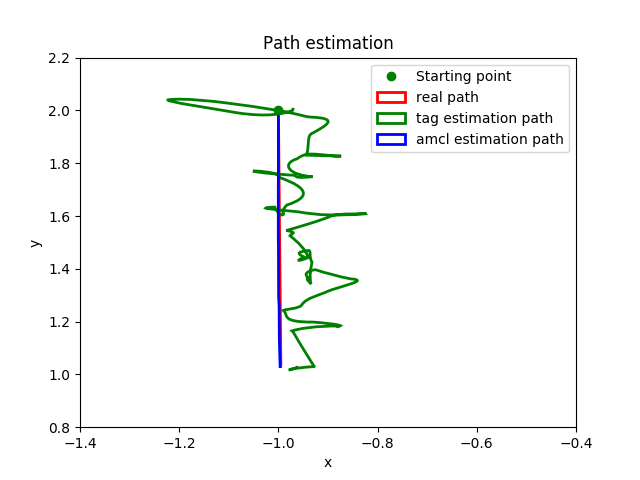 Path estimation
Starting point
real path
tag estimation path
amcl estimation path
2.2
2.0
1.8
1.6
1.4
1.2
1.0
0.8
y
−1.4
−1.2
−1.0
−0.8
−0.6
−0.4
x